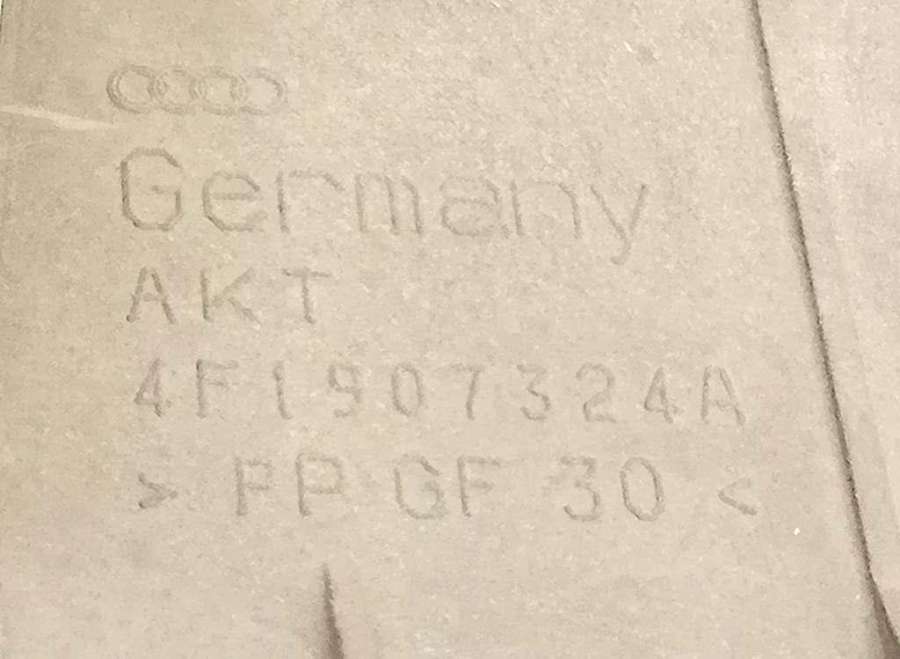 Germany
AKT
4F1907324A
> PP GF 30 <